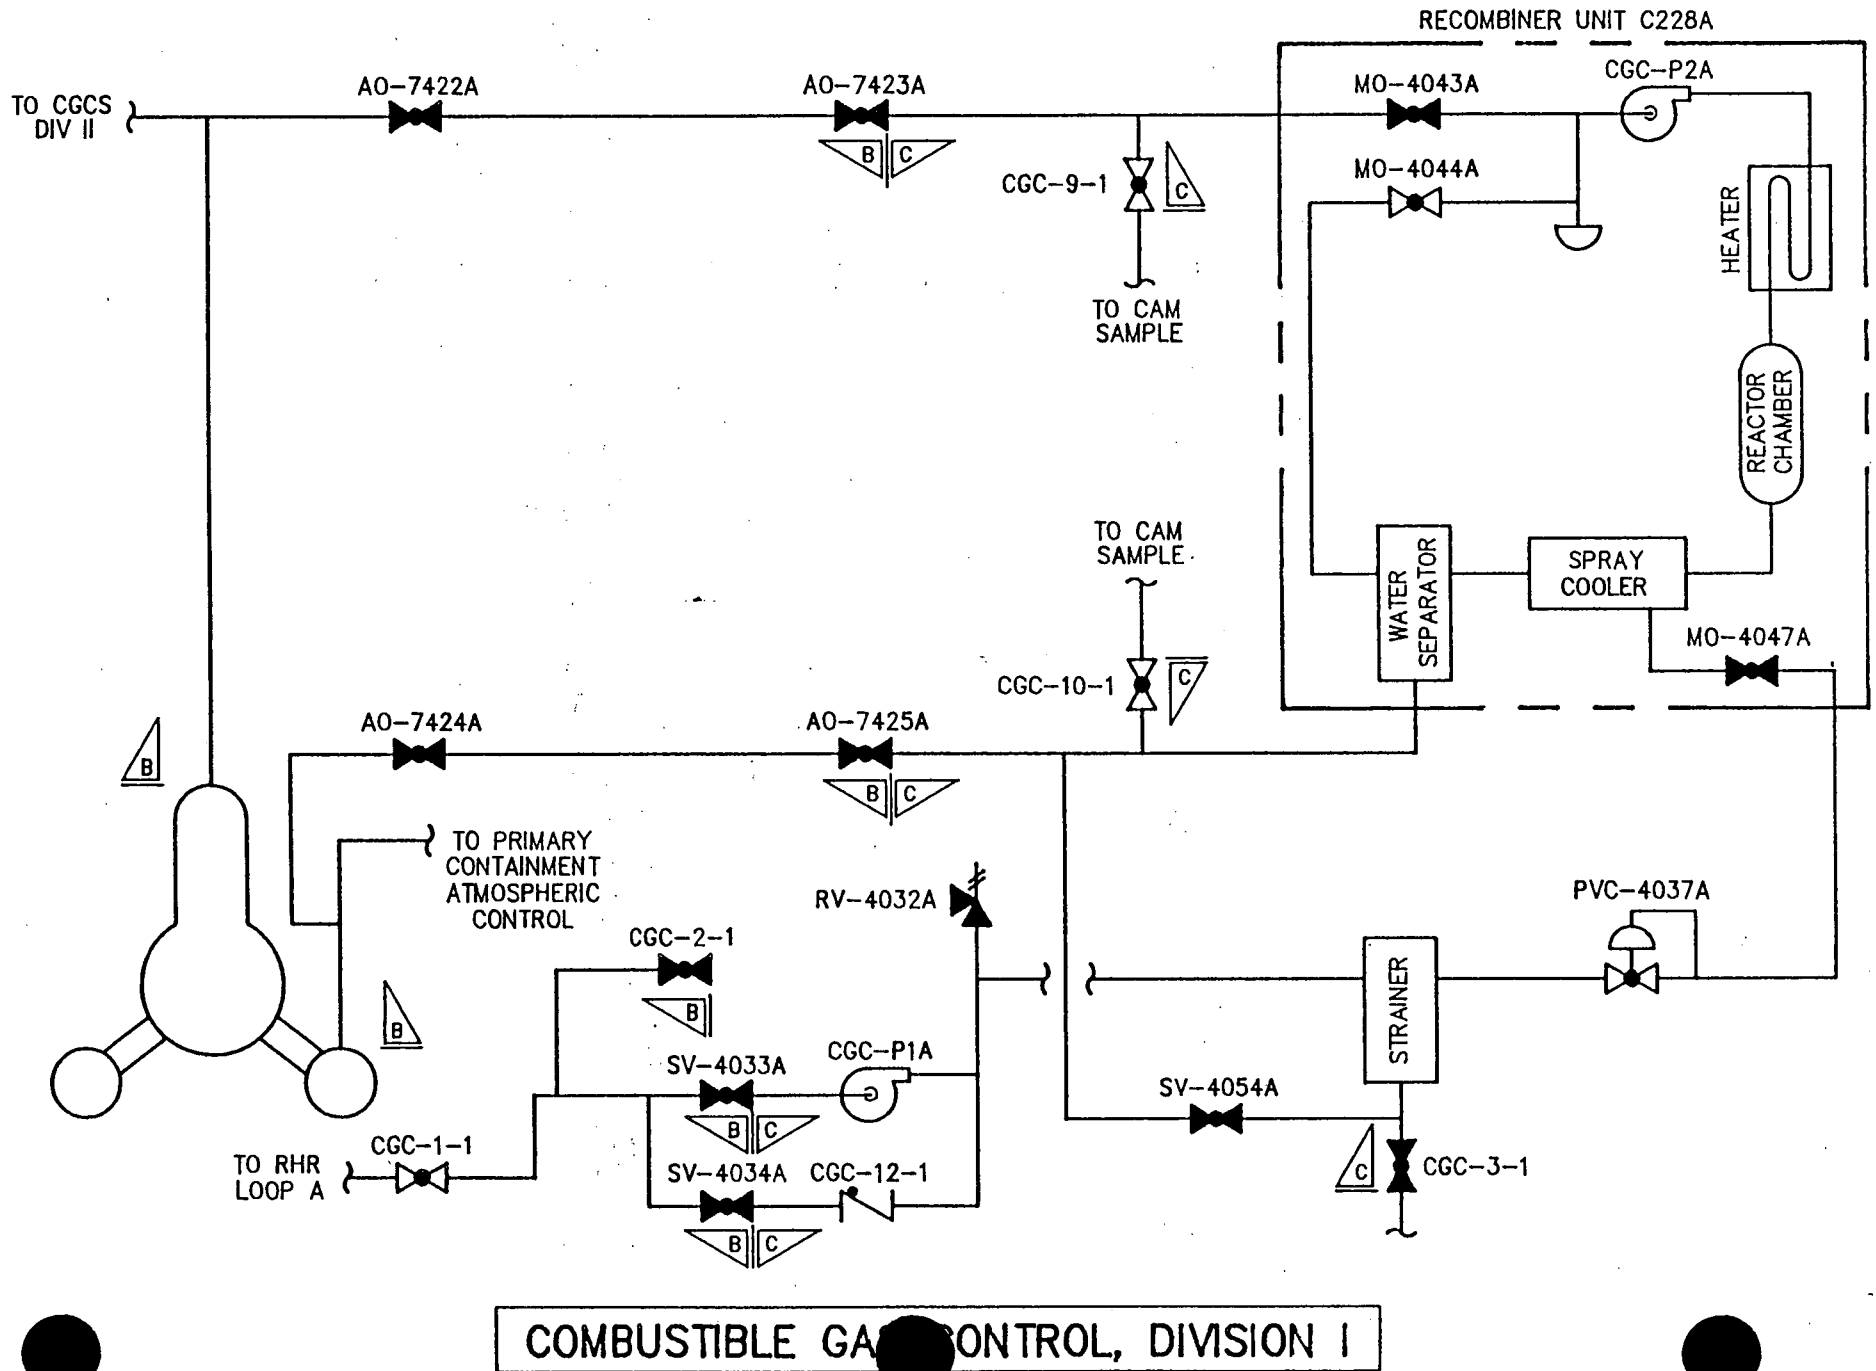 RECOMBINER UNIT C228A
TO CGCS
DIV II
AO-7422A
AO-7423A
B
C
MO-4043A
CGC-P2A
CGC-9-1
C
TO CAM
SAMPLE
MO-4044A
HEATER
REACTOR
CHAMBER
TO CAM
SAMPLE
WATER
SEPARATOR
SPRAY
COOLER
MO-4047A
CGC-10-1
C
B
AO-7424A
AO-7425A
B
C
TO PRIMARY
CONTAINMENT
ATMOSPHERIC
CONTROL
RV-4032A
PVC-4037A
CGC-2-1
B
B
STRAINER
SV-4033A
CGC-P1A
B
C
SV-4054A
TO RHR
LOOP A
CGC-1-1
SV-4034A
CGC-12-1
B
C
C
CGC-3-1
COMBUSTIBLE GA ONTROL, DIVISION I